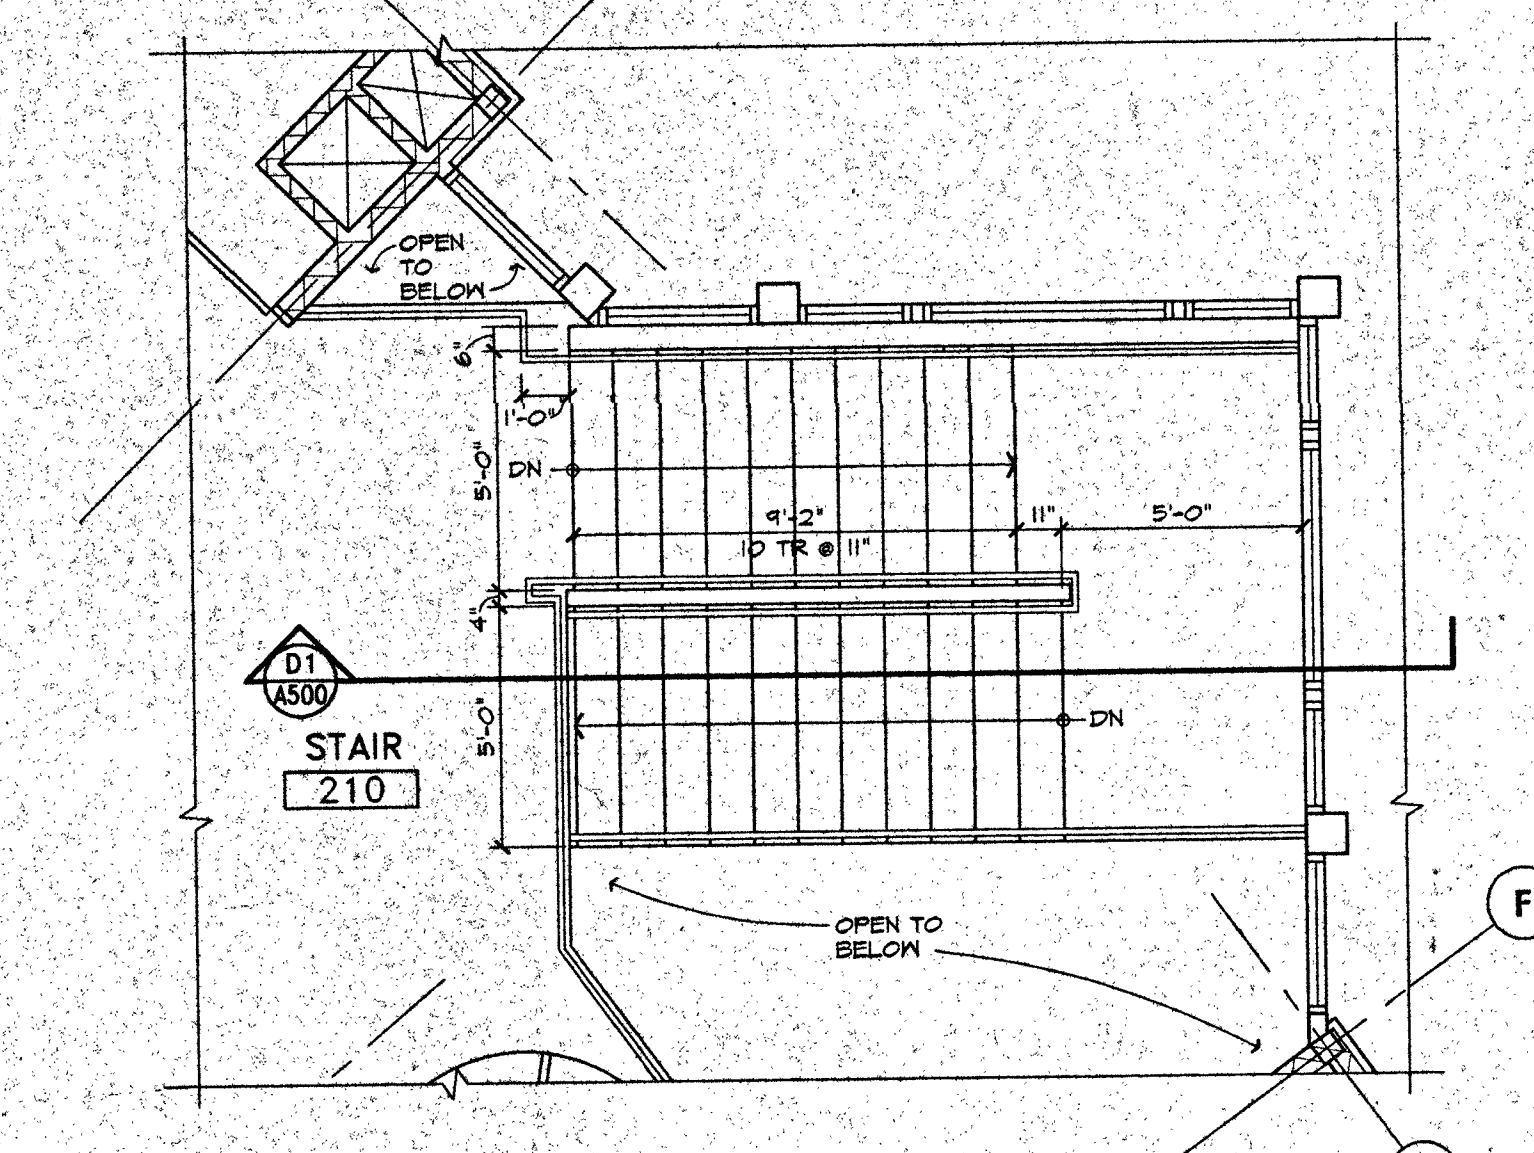 OPEN
TO
BELOW
6"
1'-0"
5'-0"
DN
9'-2"
11"
5'-0"
10 TR @ 11"
4"
D1
A500
5'-0"
DN
STAIR
210
OPEN TO
BELOW
F